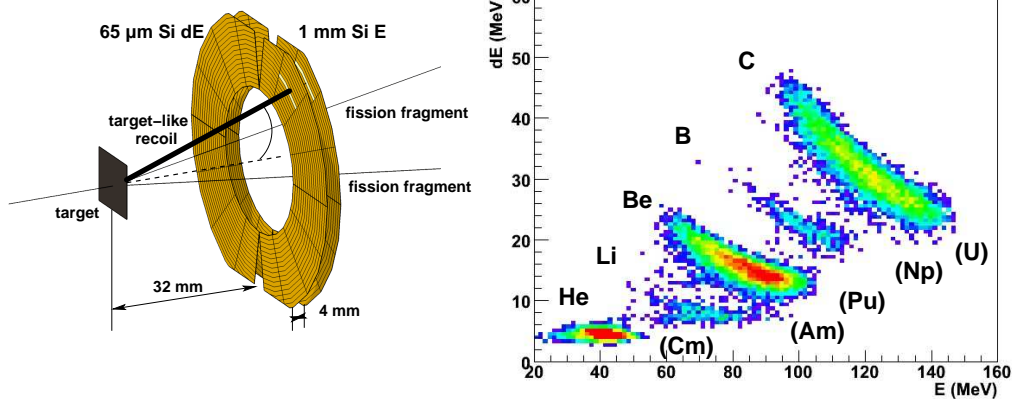 65 µm Si dE
1 mm Si E
target–like
recoil
fission fragment
fission fragment
target
32 mm
4 mm
dE (MeV)
50
40
30
20
10
0
20
40
60
80
100
120
140
160
E (MeV)
C
B
Be
Li
He
(U)
(Np)
(Pu)
(Am)
(Cm)